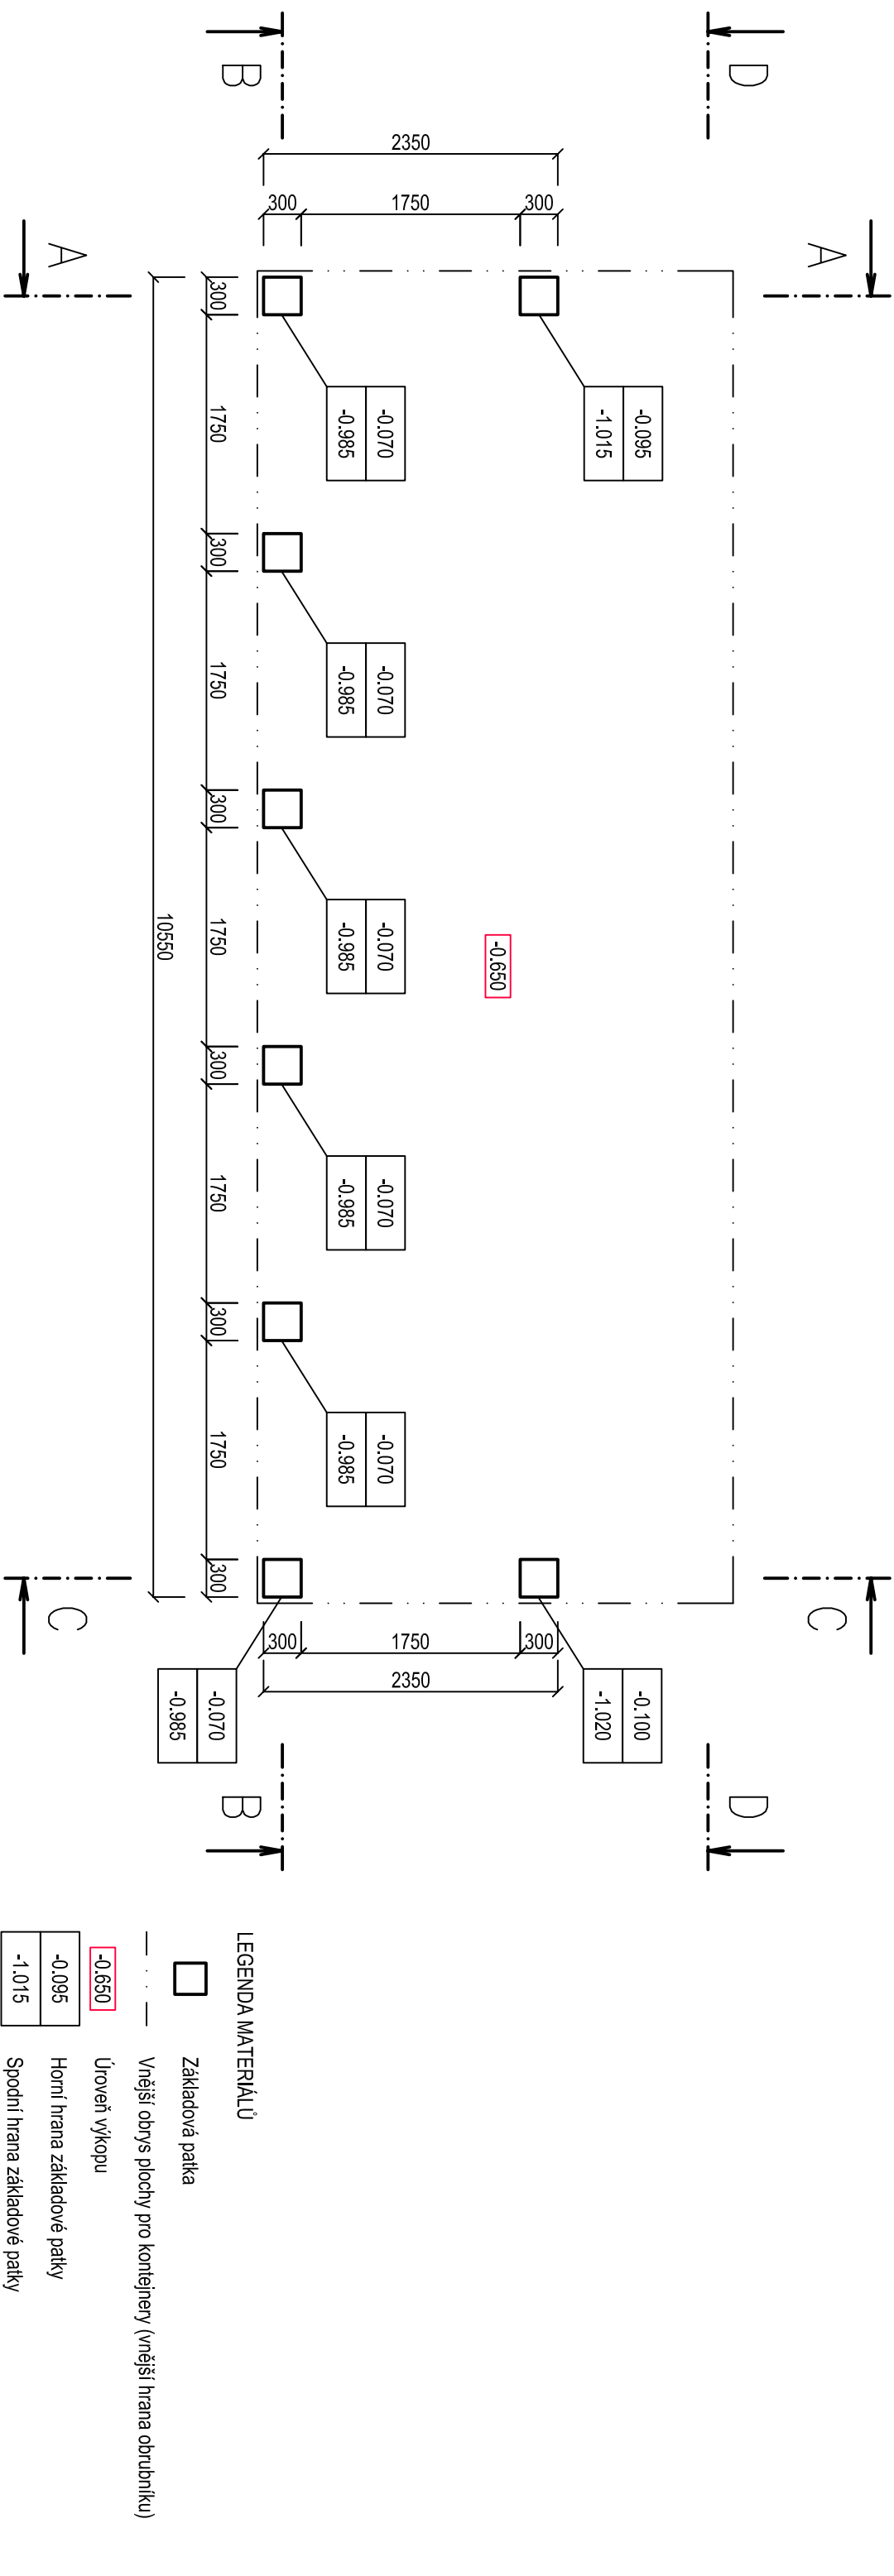 B
D
A
A
2350
300
1750
300
300
1750
300
1750
300
1750
300
1750
300
1750
300
10550
-0.095
-1.015
-0.070
-0.985
-0.070
-0.985
-0.070
-0.985
-0.650
-0.070
-0.985
-0.070
-0.985
-0.070
-0.985
-0.100
-1.020
300
1750
300
2350
C
C
B
D
LEGENDA MATERIÁLŮ
Základová patka
Vnější obrys plochy pro kontejnery (vnější hrana obrubníku)
-0.650
Úroveň výkopu
-0.095
Horní hrana základové patky
-1.015
Spodní hrana základové patky